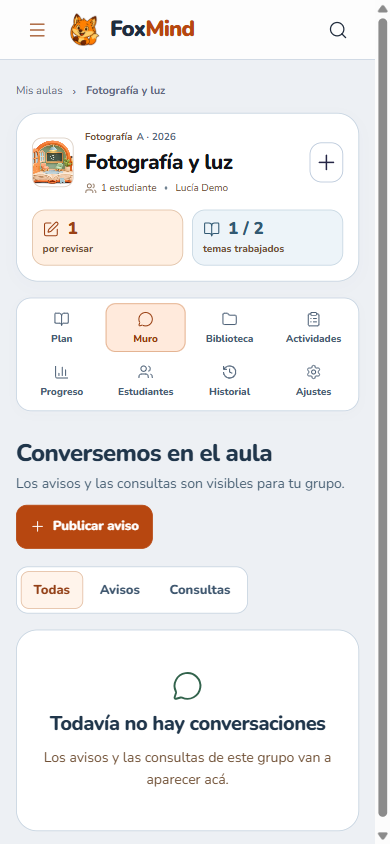 FoxMind
Mis aulas › Fotografía y luz
Fotografía A · 2026
Fotografía y luz
1 estudiante • Lucía Demo
1
por revisar
1 / 2
temas trabajados
Plan
Muro
Biblioteca
Actividades
Progreso
Estudiantes
Historial
Ajustes
Conversemos en el aula
Los avisos y las consultas son visibles para tu grupo.
Publicar aviso
Todas
Avisos
Consultas
Todavía no hay conversaciones
Los avisos y las consultas de este grupo van a
aparecer acá.